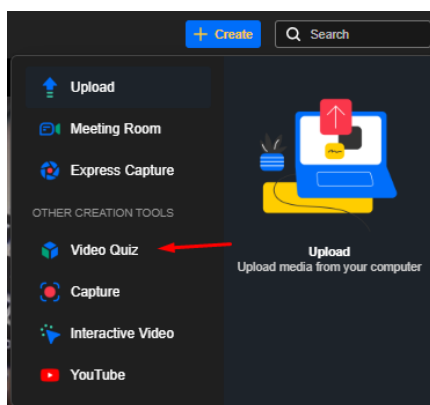 + Create
Search
Upload
Meeting Room
Express Capture
OTHER CREATION TOOLS
Video Quiz
Capture
Interactive Video
YouTube
Upload
Upload media from your computer